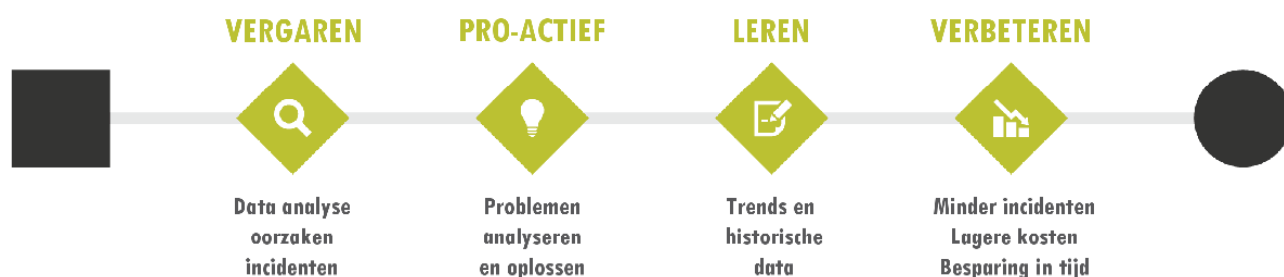 VERGAREN
PRO-ACTIEF
LEREN
VERBETEREN
Data analyse
oorzaken
incidenten
Problemen
analyseren
en oplossen
Trends en
historische
data
Minder incidenten
Lagere kosten
Besparing in tijd